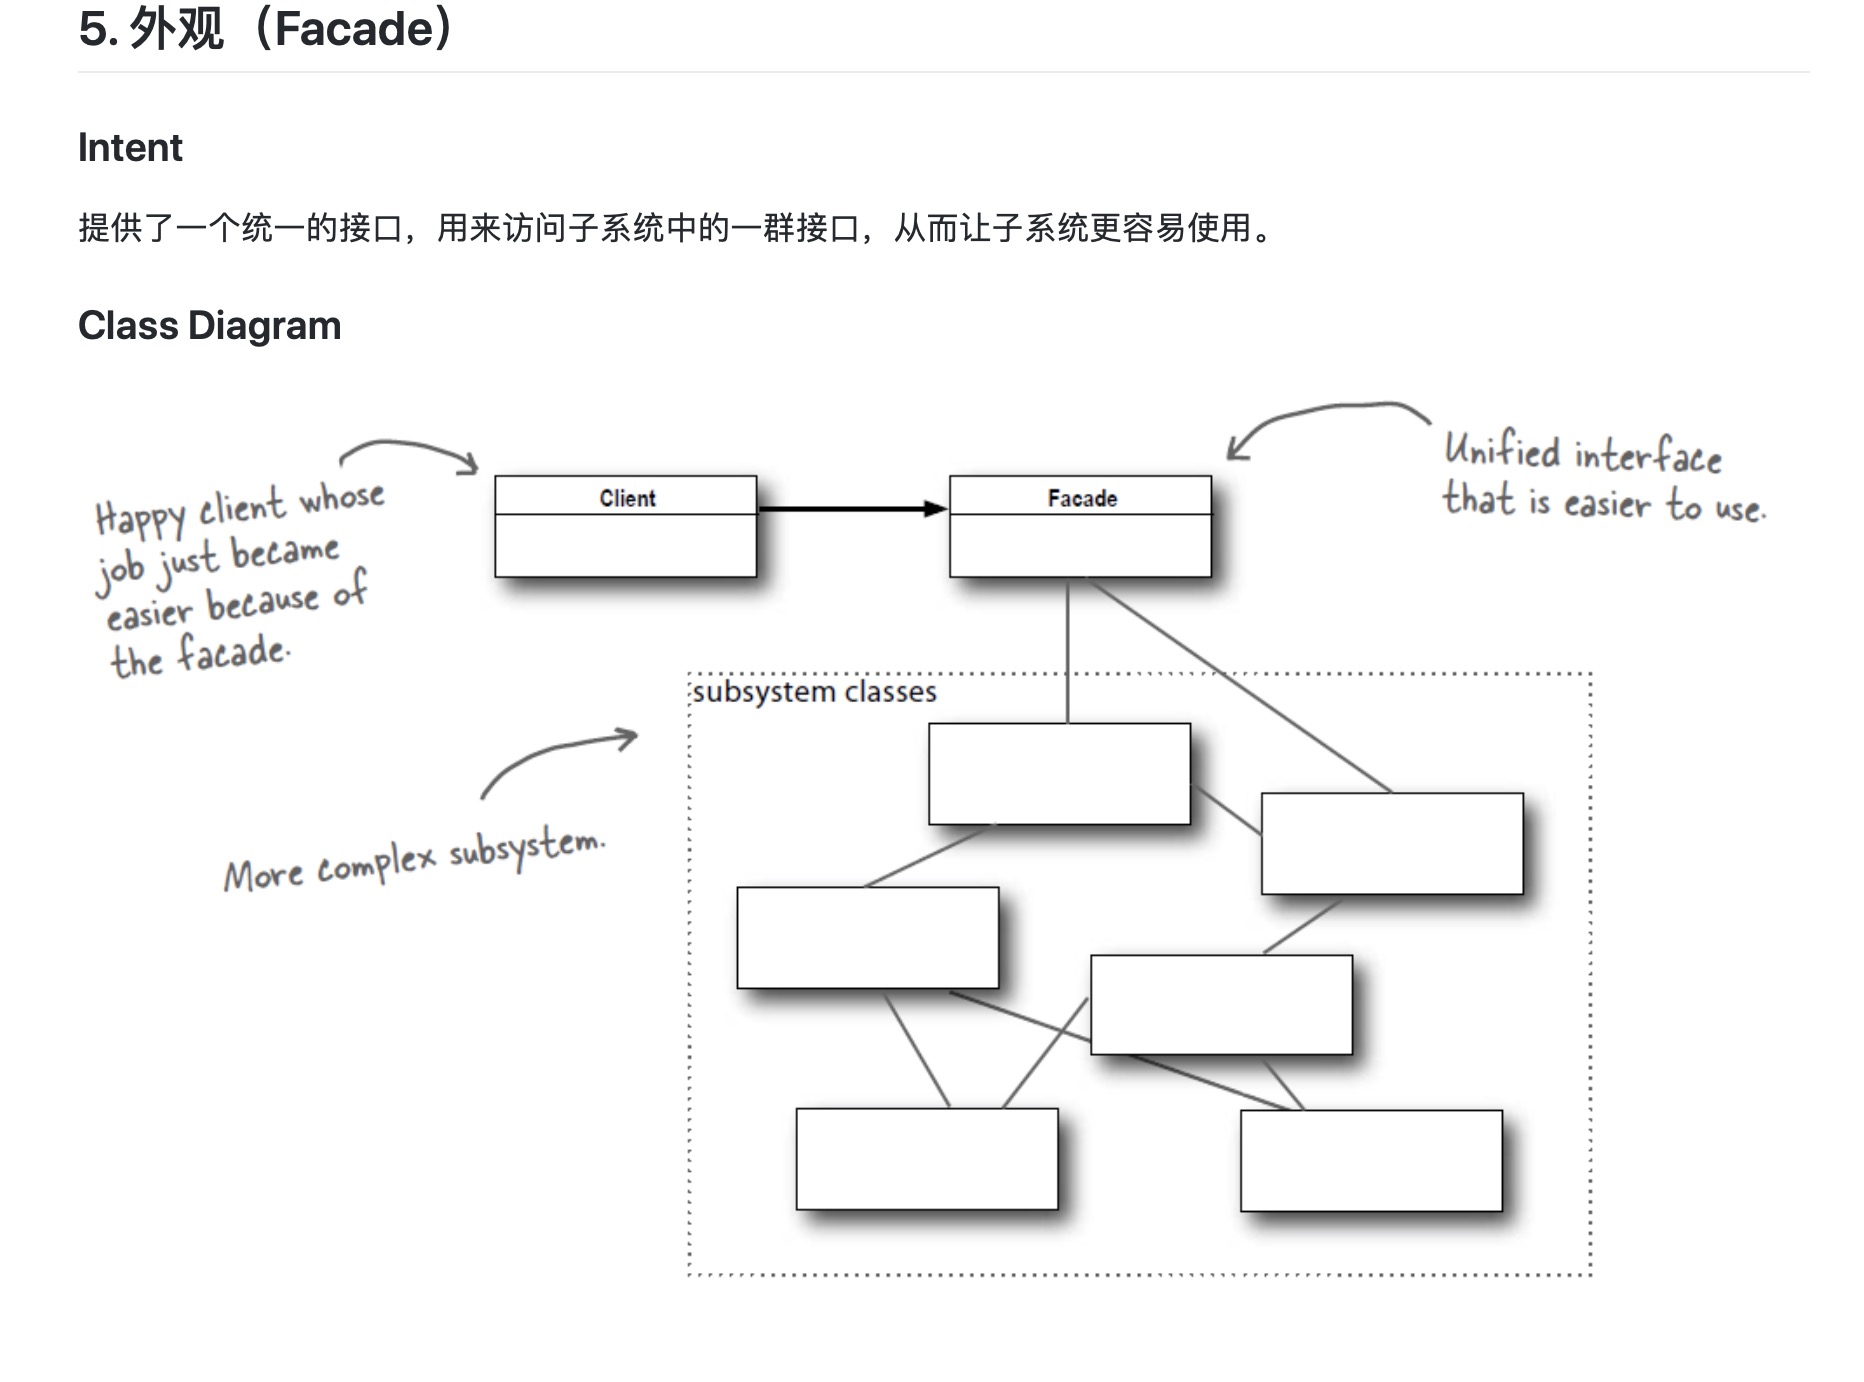 5. 外观（Facade）
Intent
提供了一个统一的接口，用来访问子系统中的一群接口，从而让子系统更容易使用。
Class Diagram
Happy client whose
job just became
easier because of
the facade.
Client
Facade
Unified interface
that is easier to use.
subsystem classes
More complex subsystem.